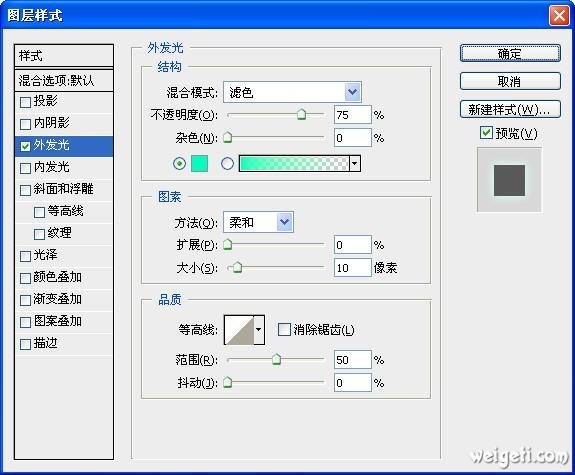 图层样式
样式
混合选项:默认
投影
内阴影
外发光
内发光
斜面和浮雕
等高线
纹理
光泽
颜色叠加
渐变叠加
图案叠加
描边
外发光
结构
混合模式: 滤色
不透明度(O): 75 %
杂色(N): 0 %
图素
方法(Q): 柔和
扩展(P): 0 %
大小(S): 10 像素
品质
等高线: 消除锯齿(L)
范围(R): 50 %
抖动(J): 0 %
确定
取消
新建样式(W)...
预览(V)
weigeti.com